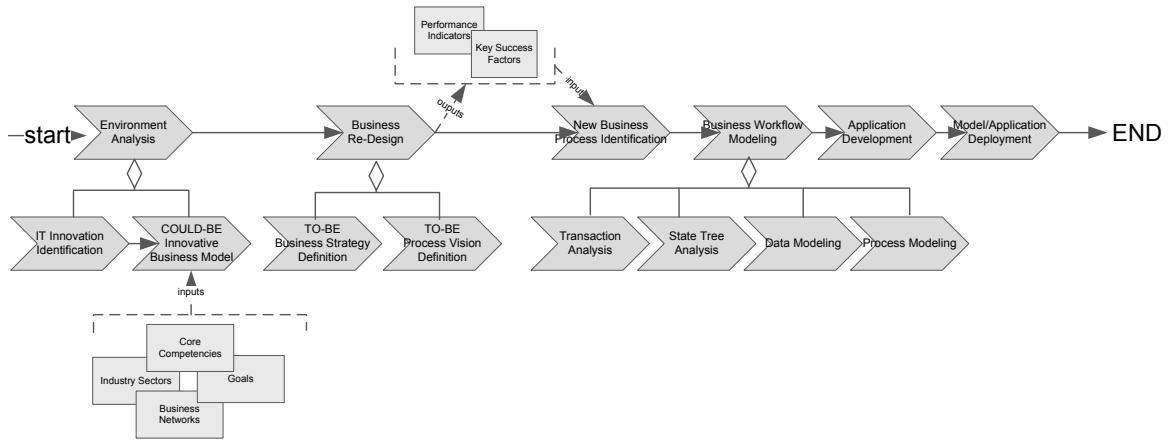 Performance
Indicators
Key Success
Factors
ouputs
input
start
Environment
Analysis
Business
Re-Design
New Business
Process Identification
Business Workflow
Modeling
Application
Development
Model/Application
Deployment
END
IT Innovation
Identification
COULD-BE
Innovative
Business Model
TO-BE
Business Strategy
Definition
TO-BE
Process Vision
Definition
Transaction
Analysis
State Tree
Analysis
Data Modeling
Process Modeling
inputs
Core
Competencies
Industry Sectors
Goals
Business
Networks